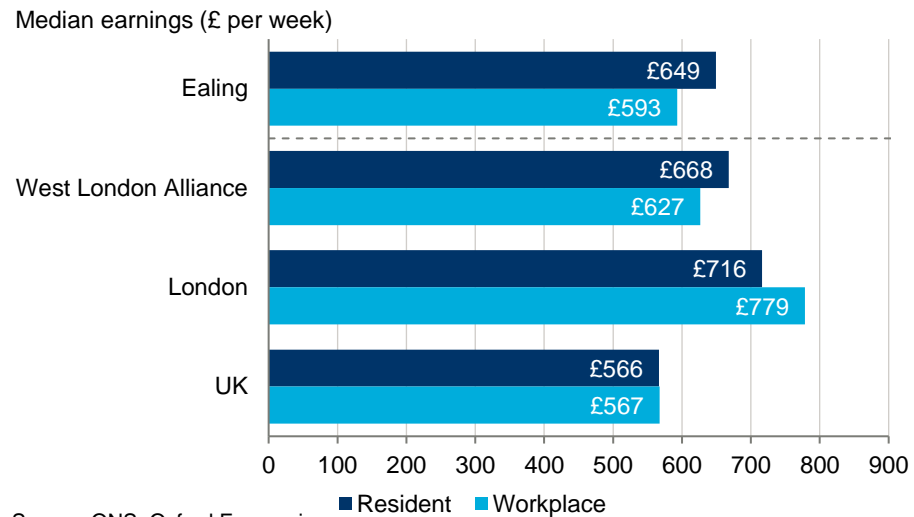 Median earnings (£ per week)
Ealing
£649
£593
West London Alliance
£668
£627
London
£716
£779
UK
£566
£567
0 100 200 300 400 500 600 700 800 900
Resident Workplace